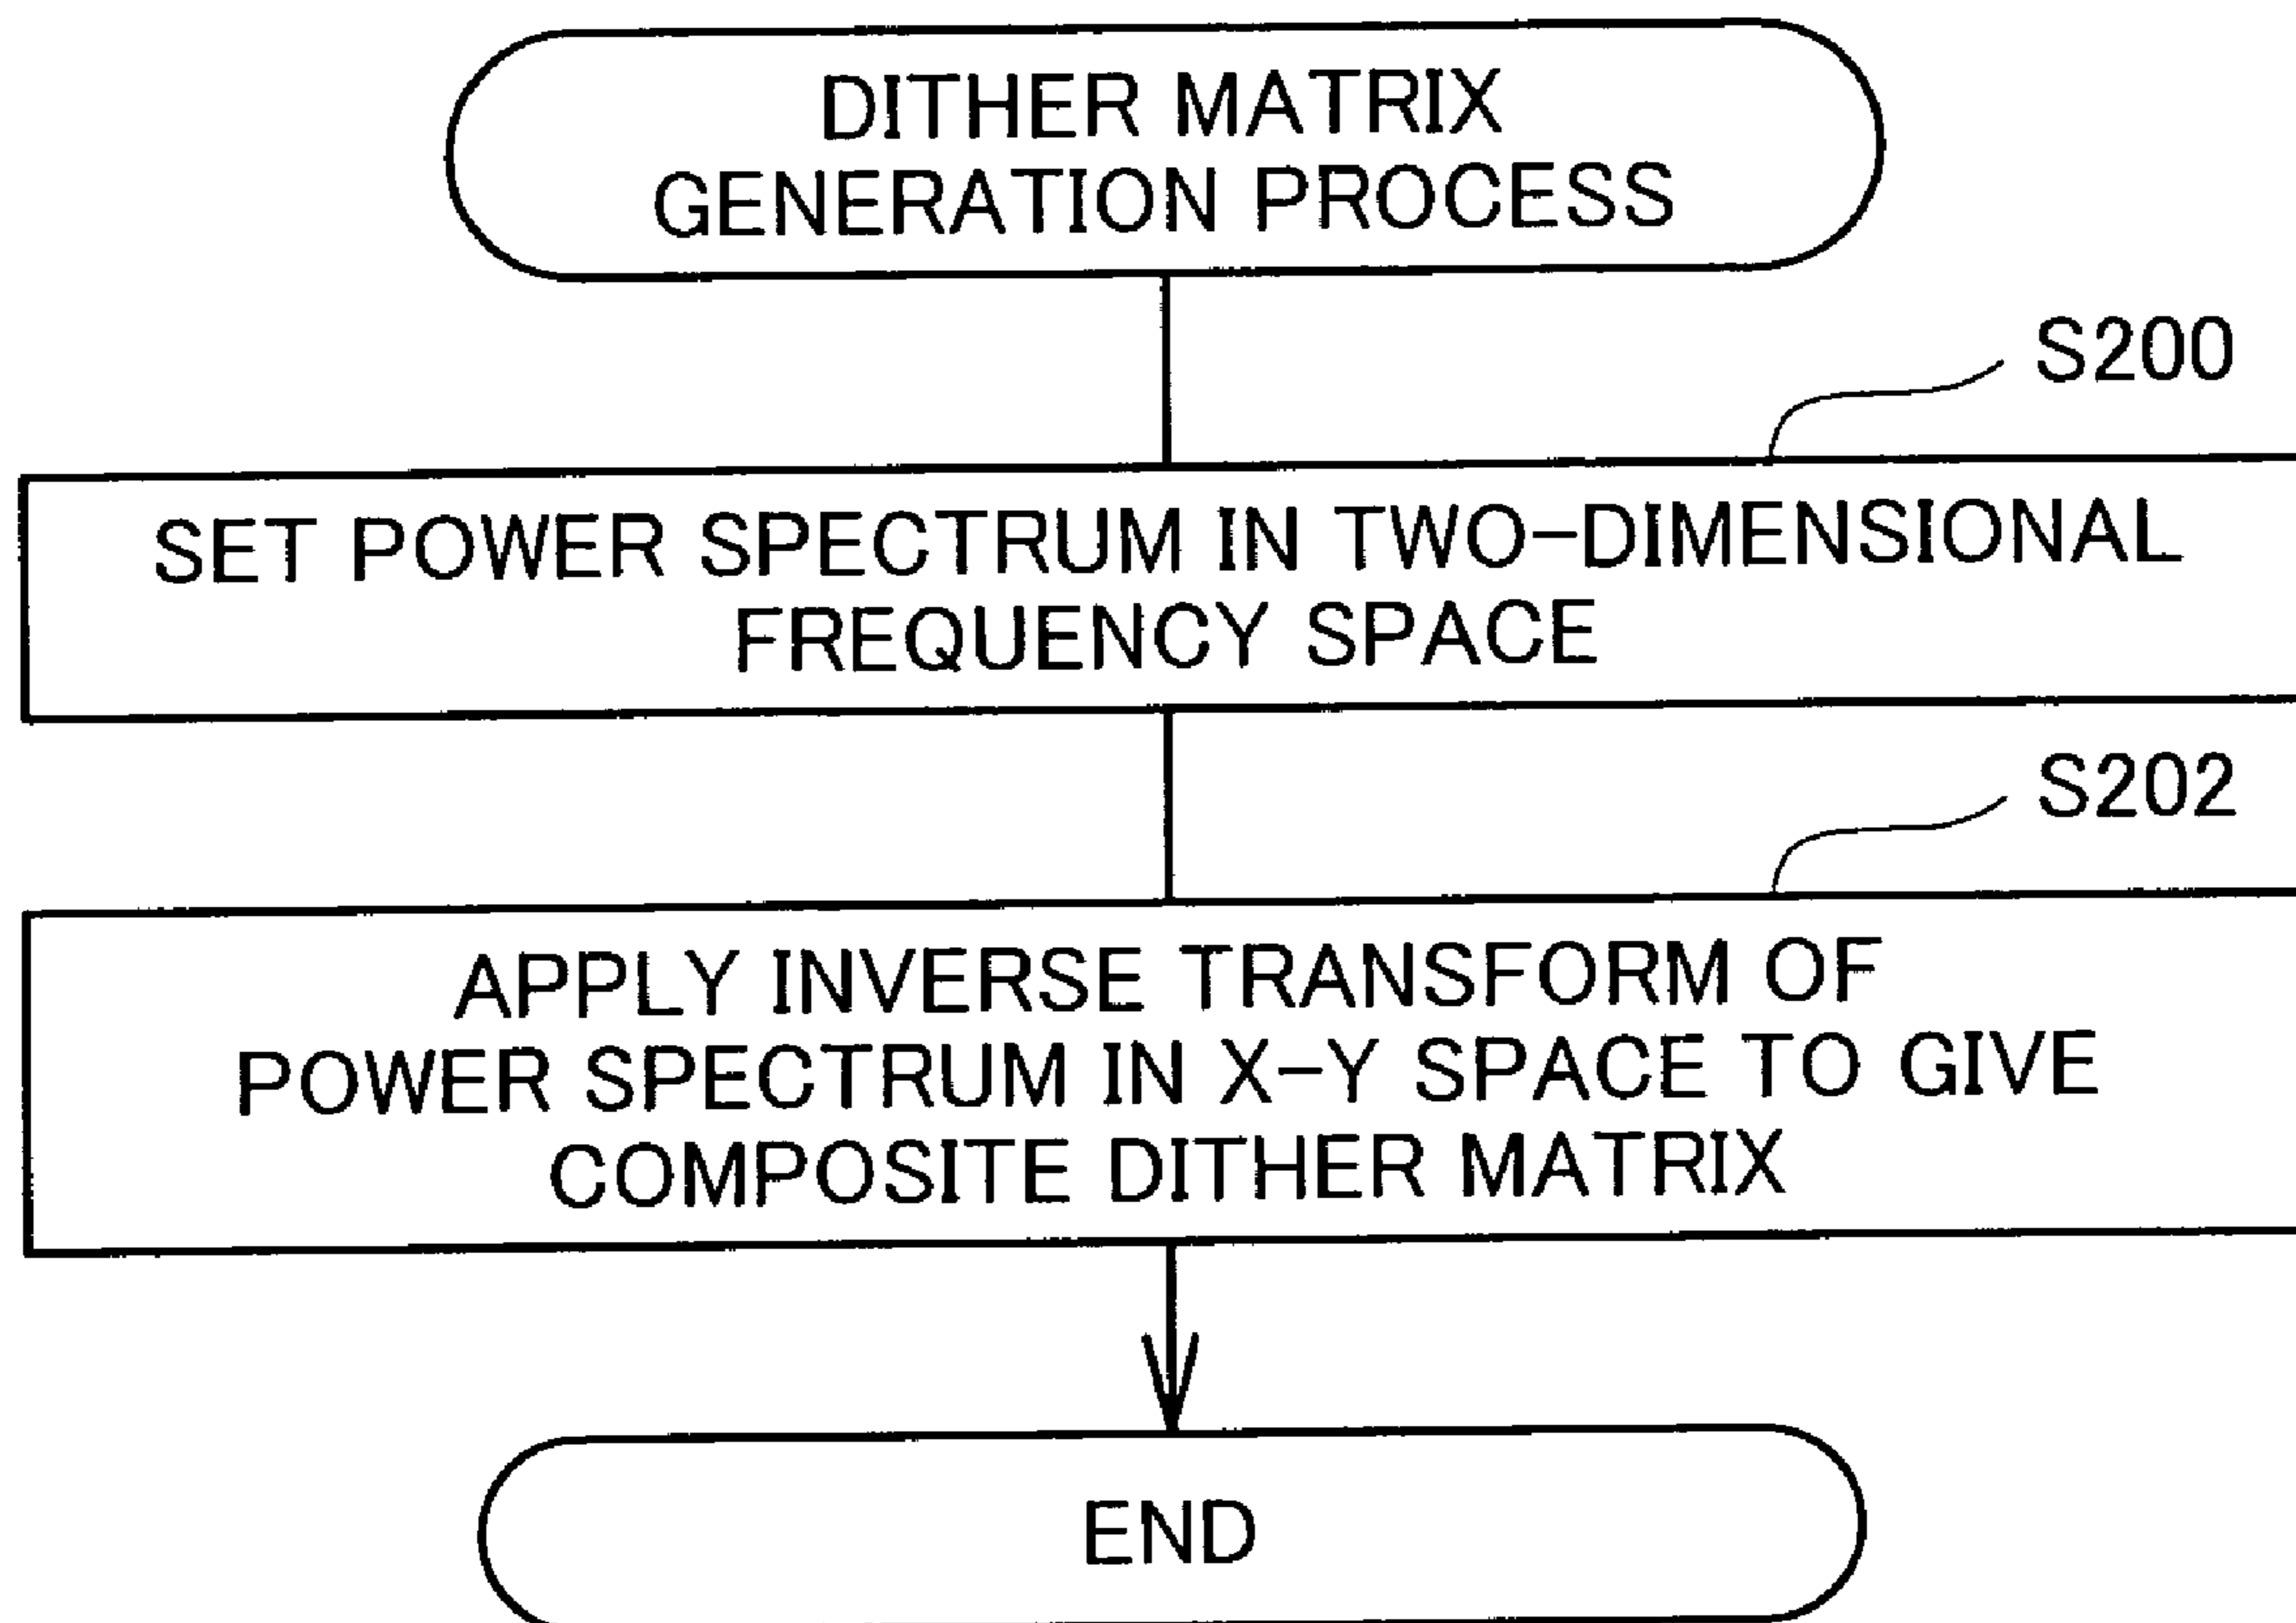 DITHER MATRIX
GENERATION PROCESS
S200
SET POWER SPECTRUM IN TWO-DIMENSIONAL
FREQUENCY SPACE
S202
APPLY INVERSE TRANSFORM OF
POWER SPECTRUM IN X-Y SPACE TO GIVE
COMPOSITE DITHER MATRIX
END